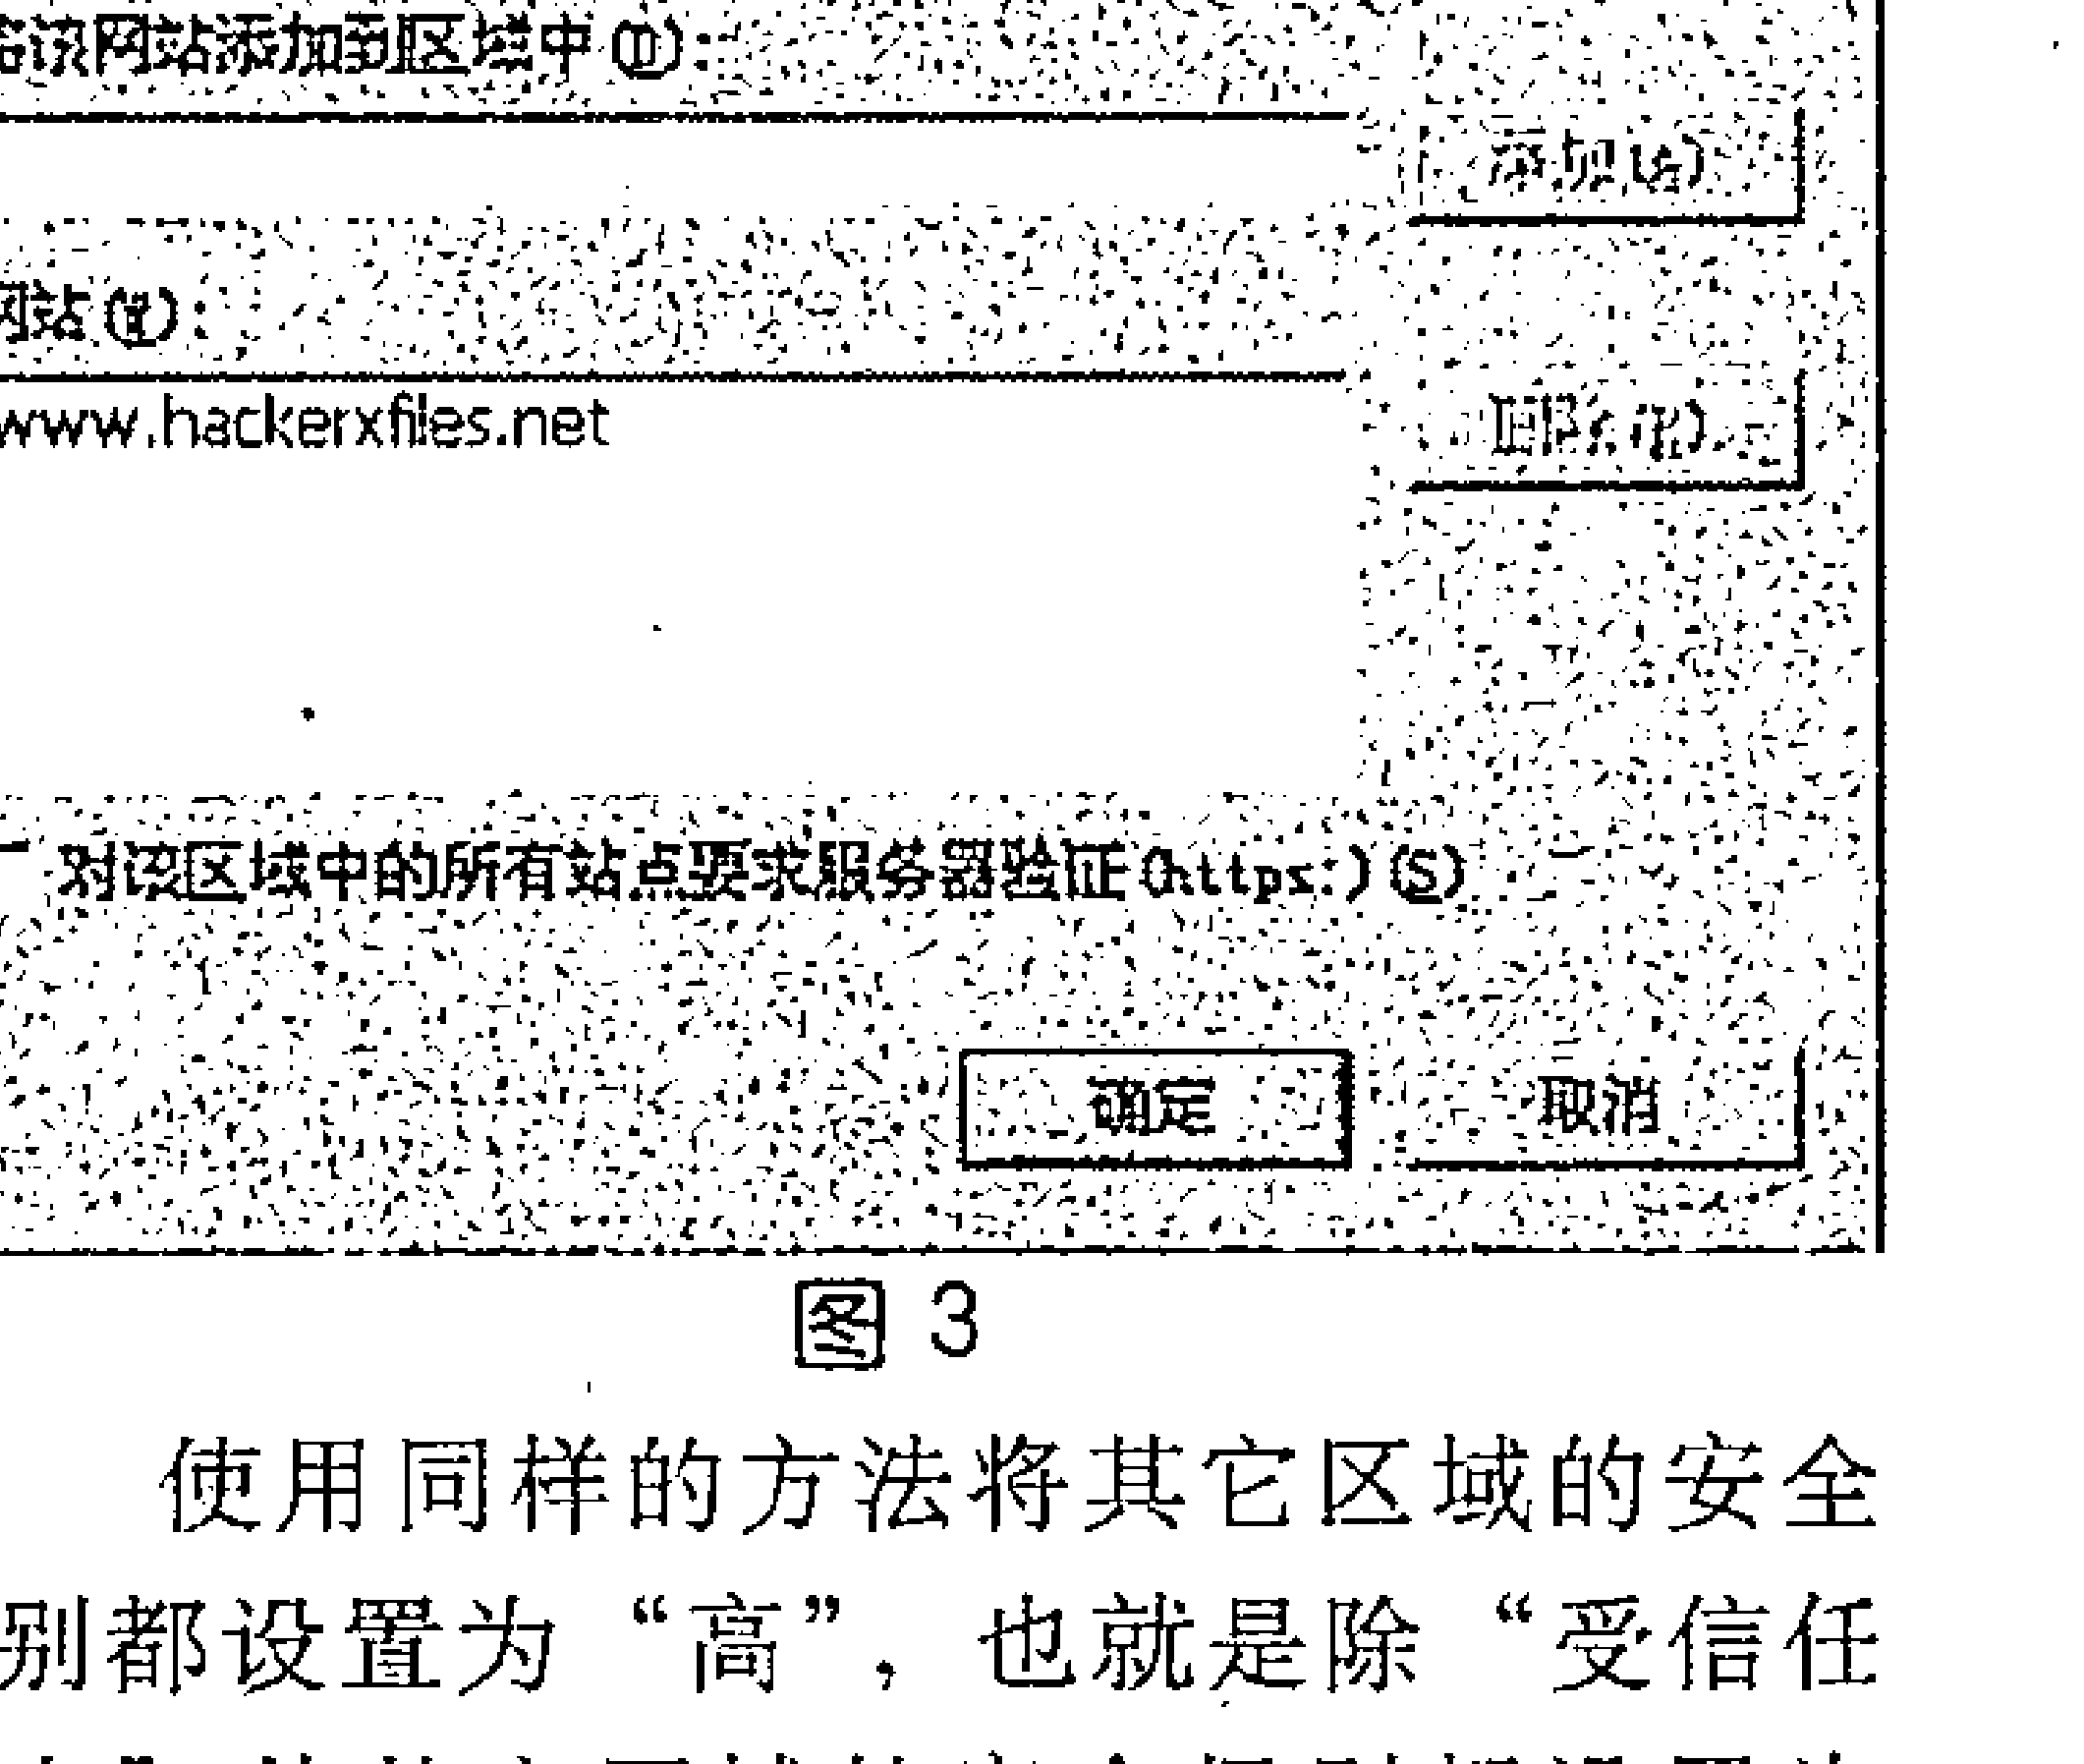 该网站添加到区域中(D):
添加(A)
网站(W):
www.hackerxfiles.net
删除(R)
对该区域中的所有站点要求服务器验证(https:)(S)
确定 取消
图 3
使用同样的方法将其它区域的安全
别都设置为“高”，也就是除“受信任